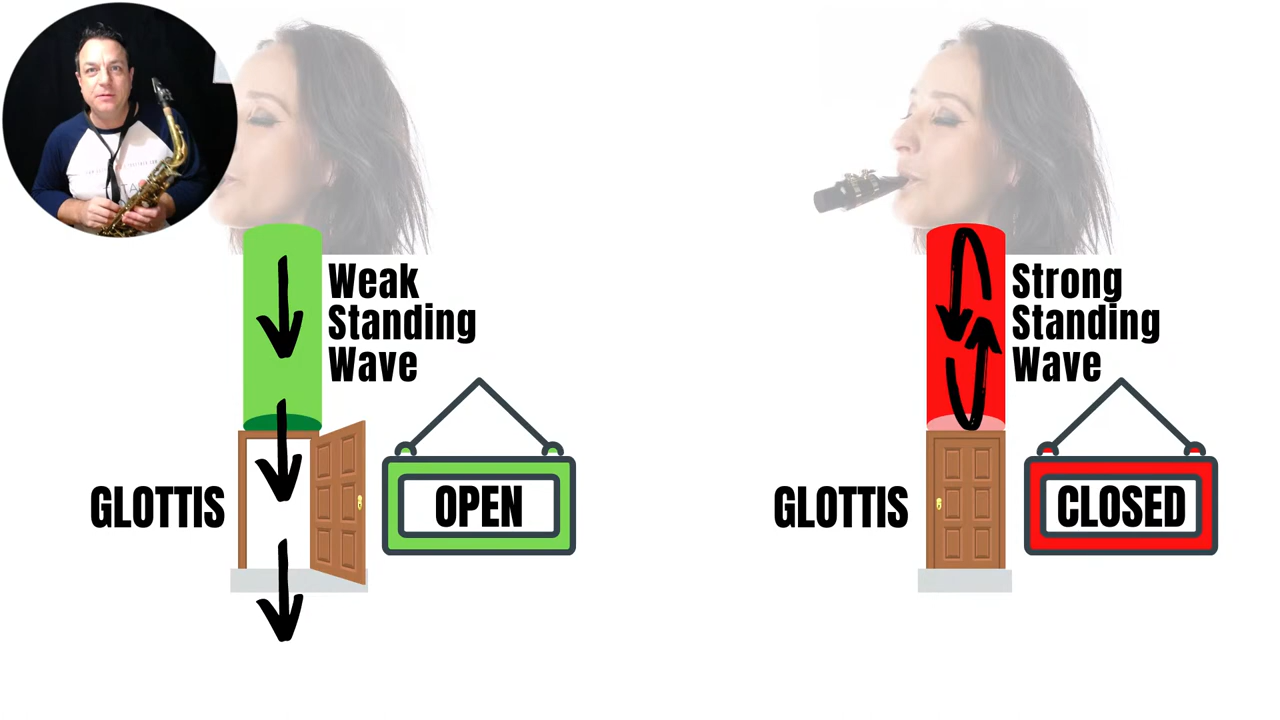 Weak
Standing
Wave
GLOTTIS
OPEN
Strong
Standing
Wave
GLOTTIS
CLOSED